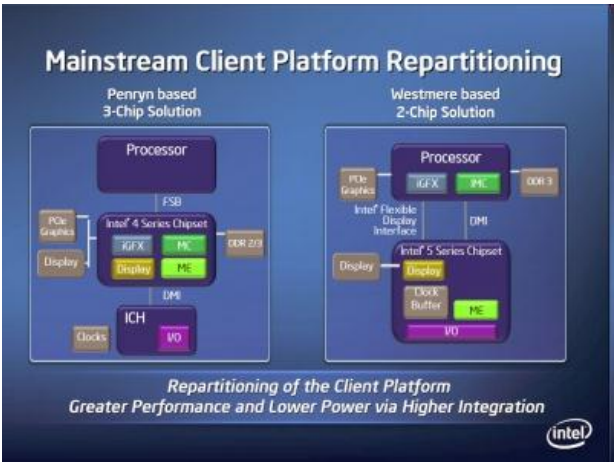 Mainstream Client Platform Repartitioning
Penryn based
3-Chip Solution
Processor
FSB
PCIe
Graphics
Display
Intel® 4 Series Chipset
iGFX
MC
Display
ME
DDR 2/3
DMI
ICH
Clocks
I/O
Westmere based
2-Chip Solution
Processor
PCIe
Graphics
iGFX
IMC
DDR 3
Intel® Flexible
Display
Interface
DMI
Intel® 5 Series Chipset
Display
Display
Clock
Buffer
ME
I/O
Repartitioning of the Client Platform
Greater Performance and Lower Power via Higher Integration
intel